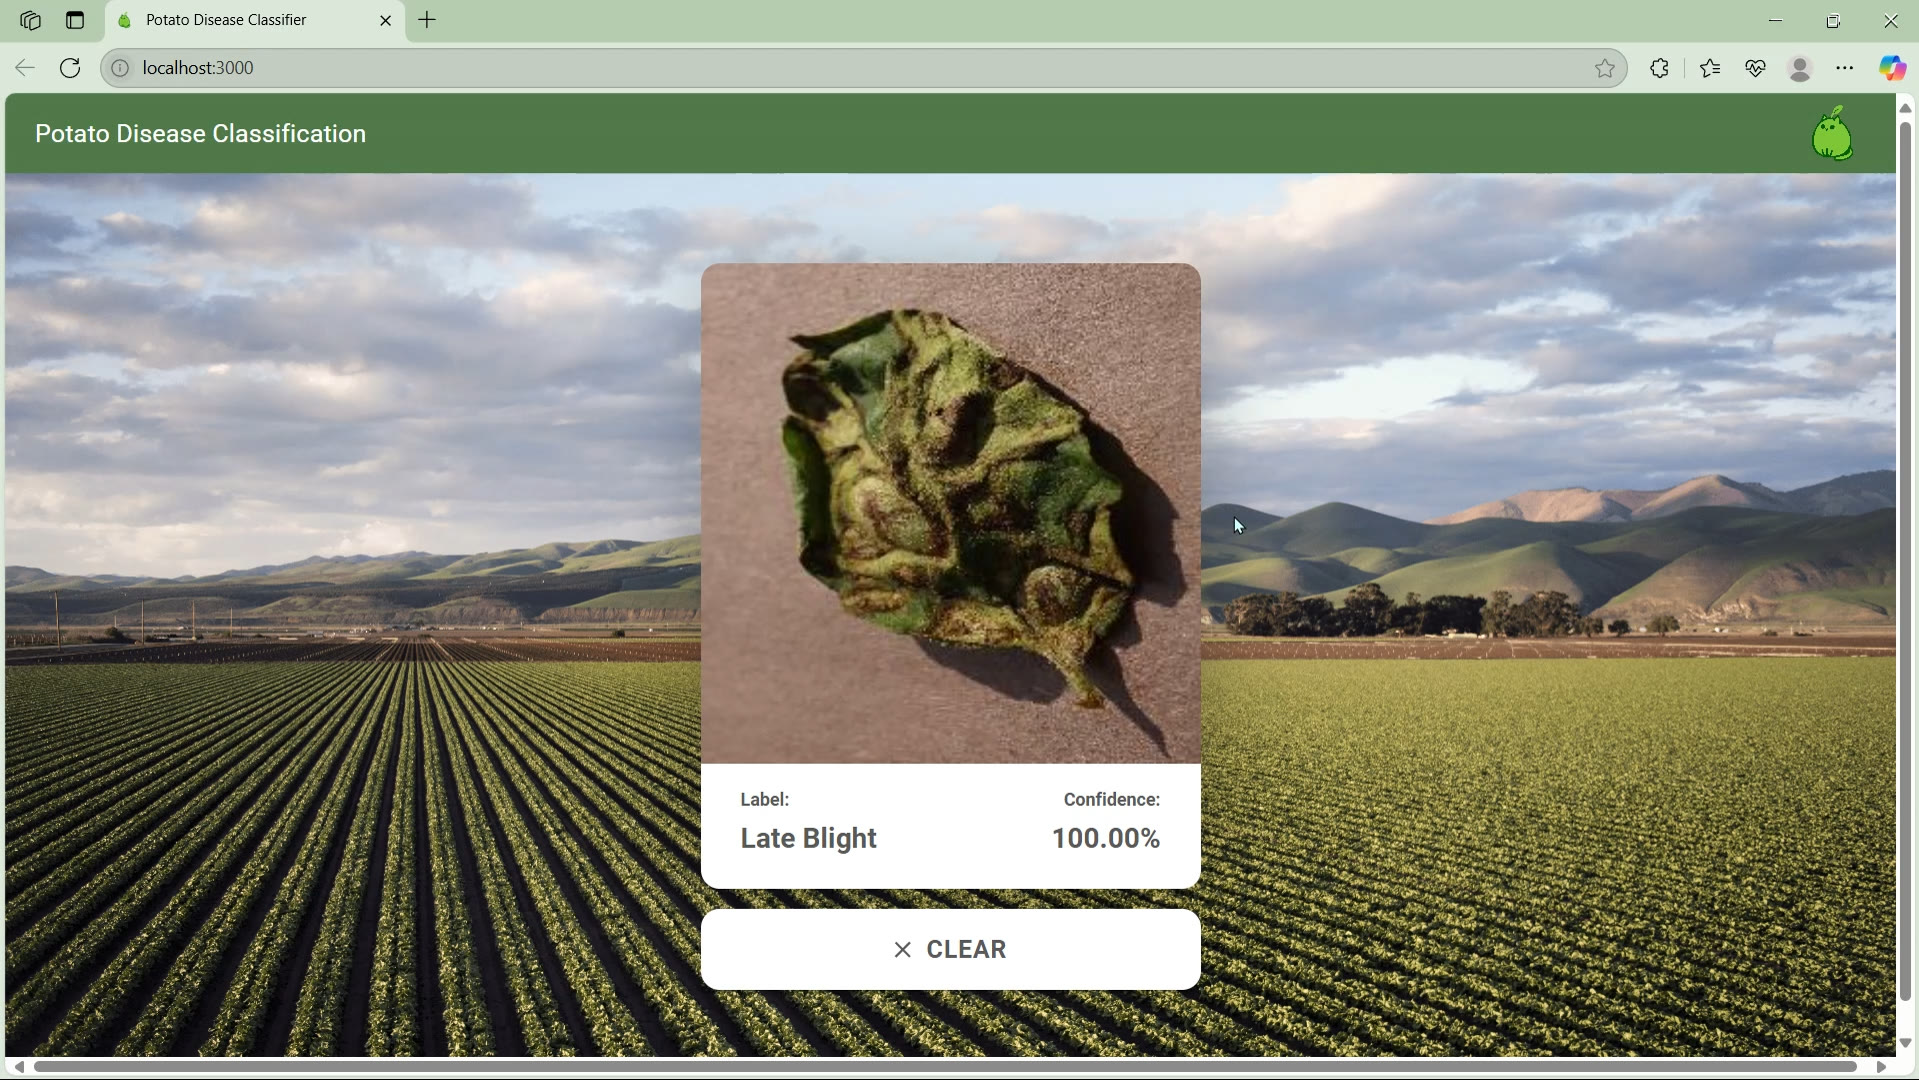 Potato Disease Classifier
localhost:3000
Potato Disease Classification
Label:
Confidence:
Late Blight
100.00%
CLEAR